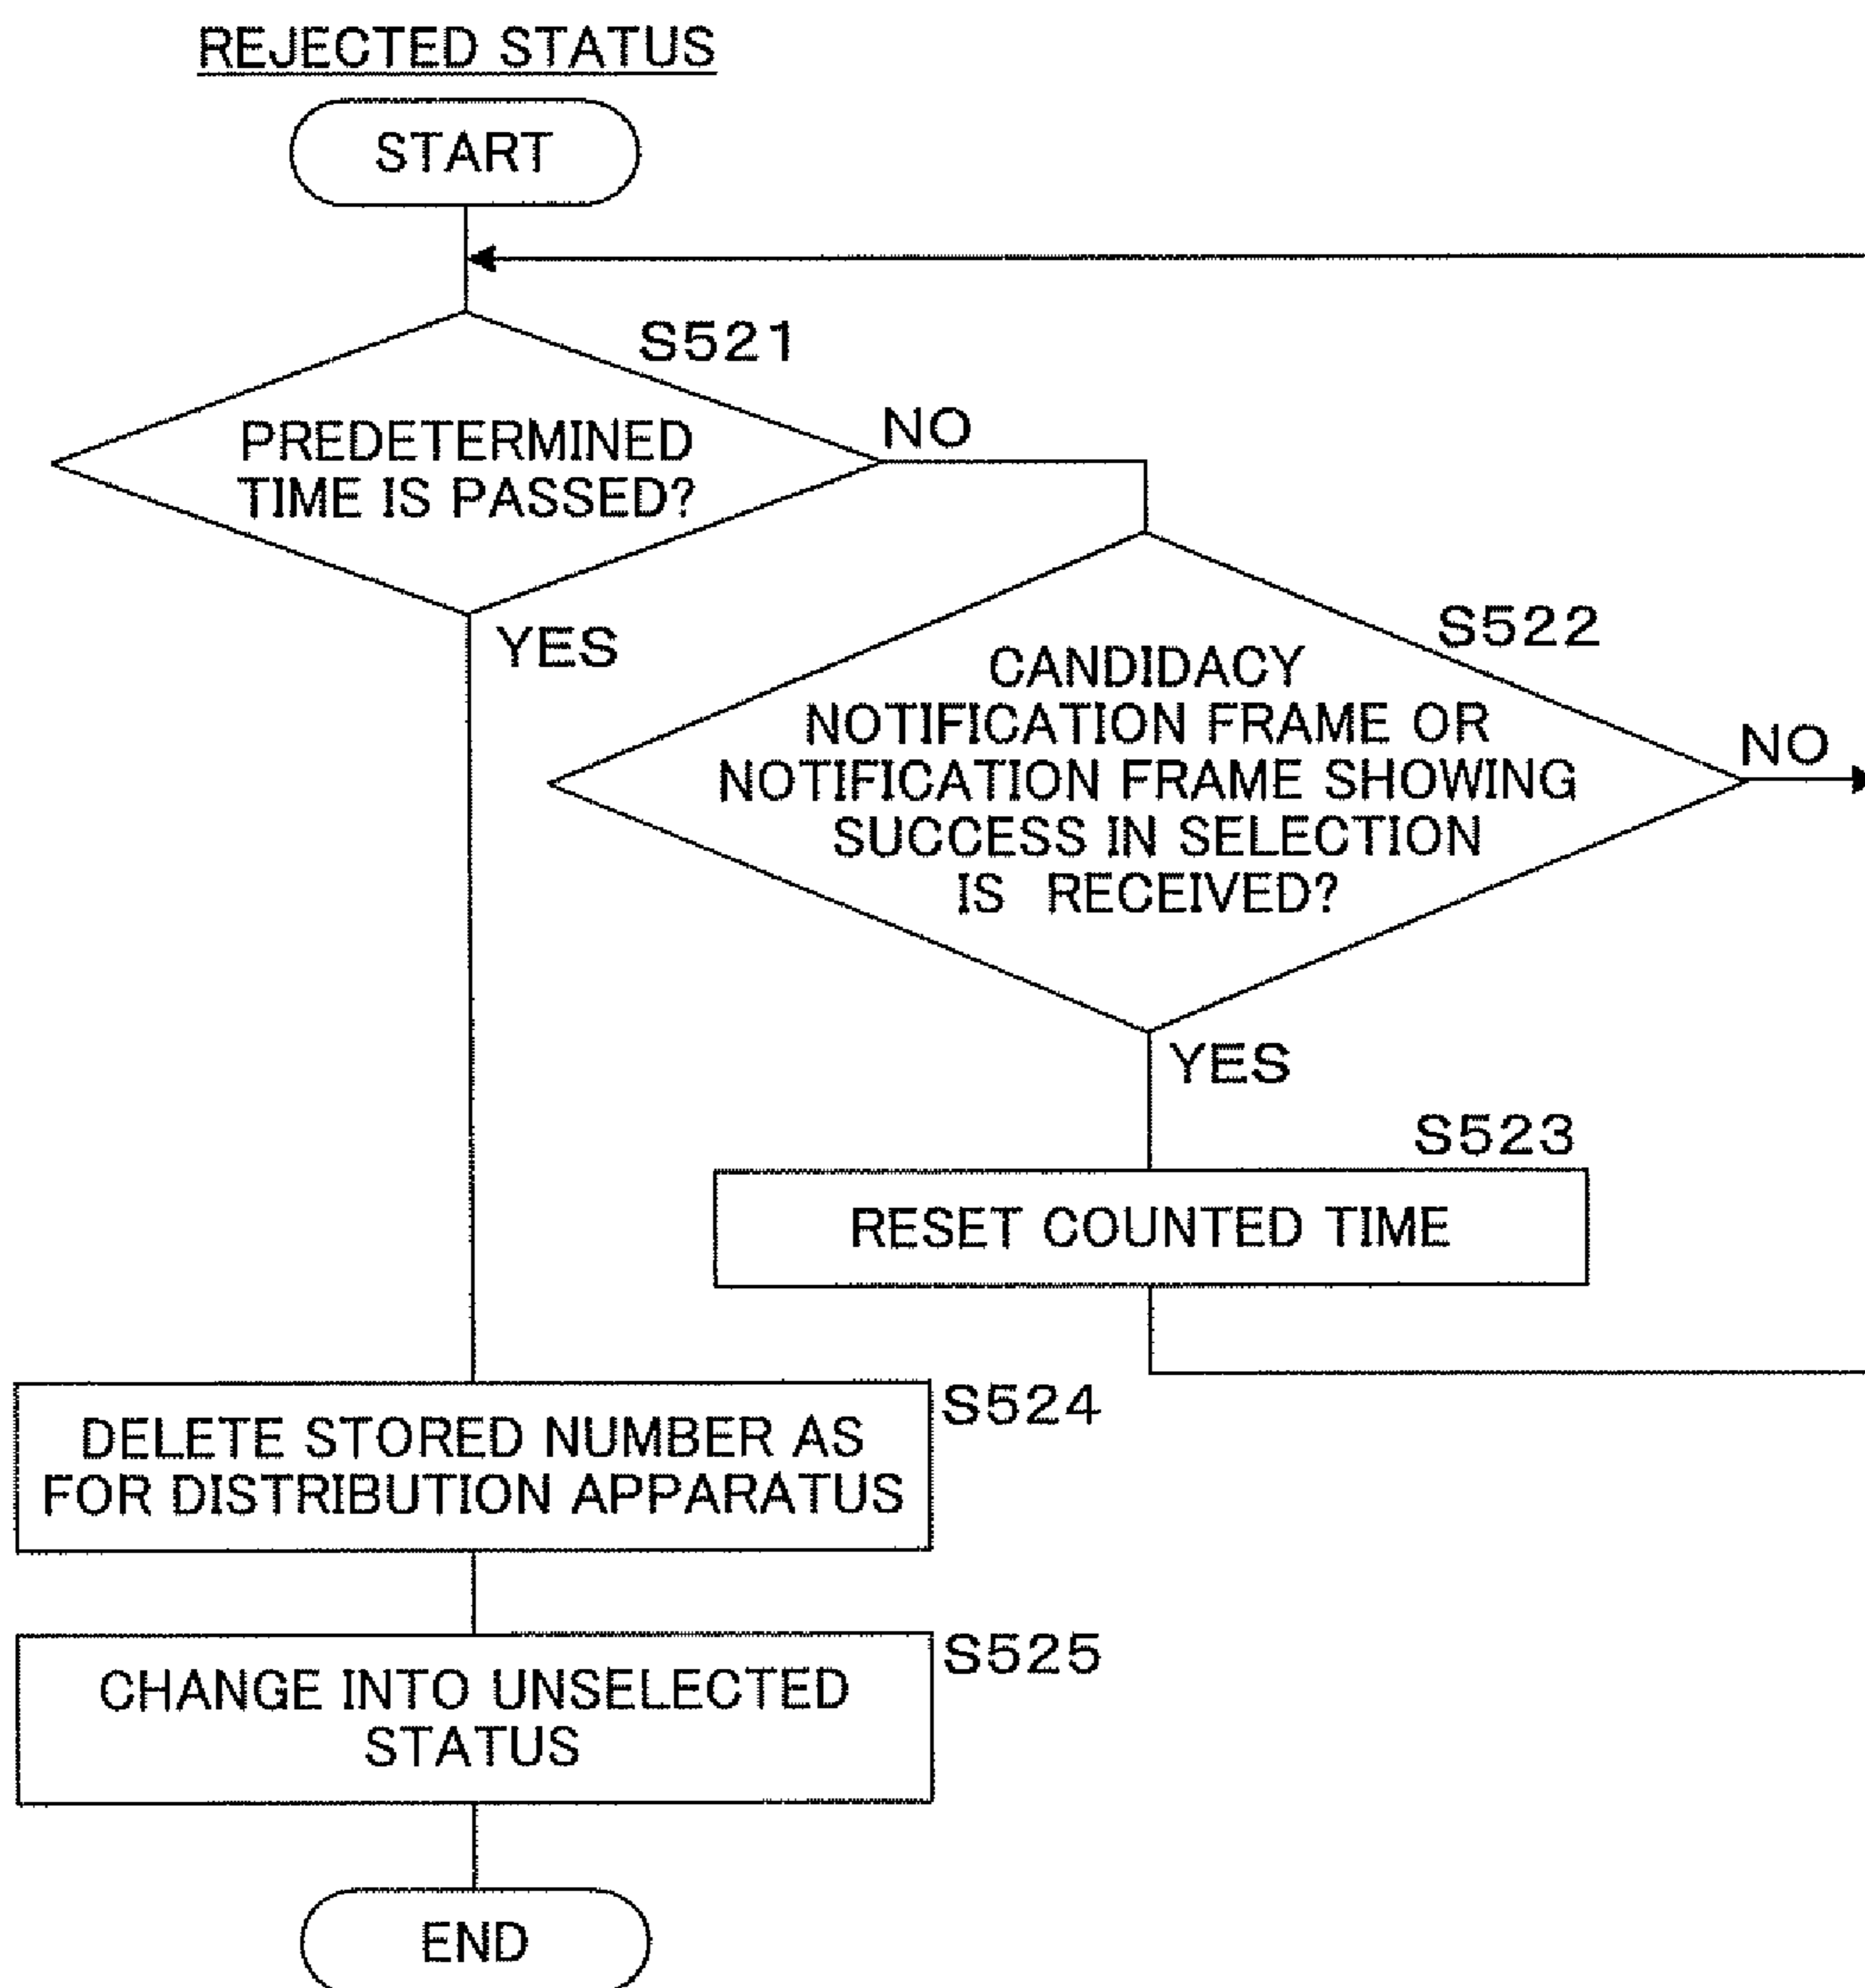 REJECTED STATUS
START
S521
PREDETERMINED
TIME IS PASSED?
NO
YES
S522
CANDIDACY
NOTIFICATION FRAME OR
NOTIFICATION FRAME SHOWING
SUCCESS IN SELECTION
IS RECEIVED?
NO
YES
S523
RESET COUNTED TIME
S524
DELETE STORED NUMBER AS
FOR DISTRIBUTION APPARATUS
S525
CHANGE INTO UNSELECTED
STATUS
END